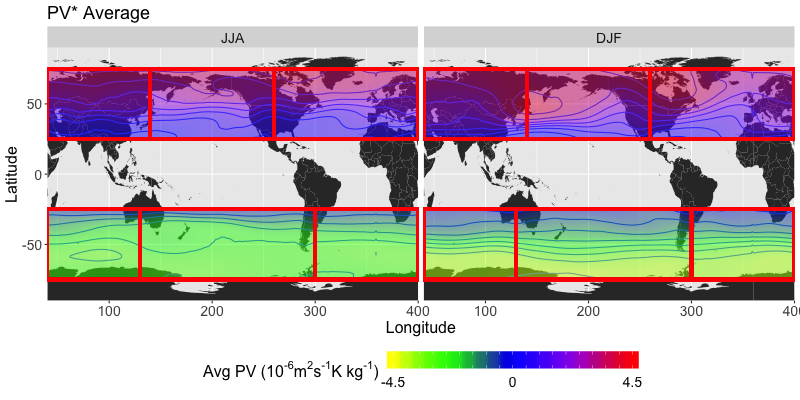 PV* Average
JJA DJF
Latitude
50
0
-50
100 200 300 400 100 200 300 400
Longitude
Avg PV (10⁻⁶m²s⁻¹K kg⁻¹)
-4.5 0 4.5